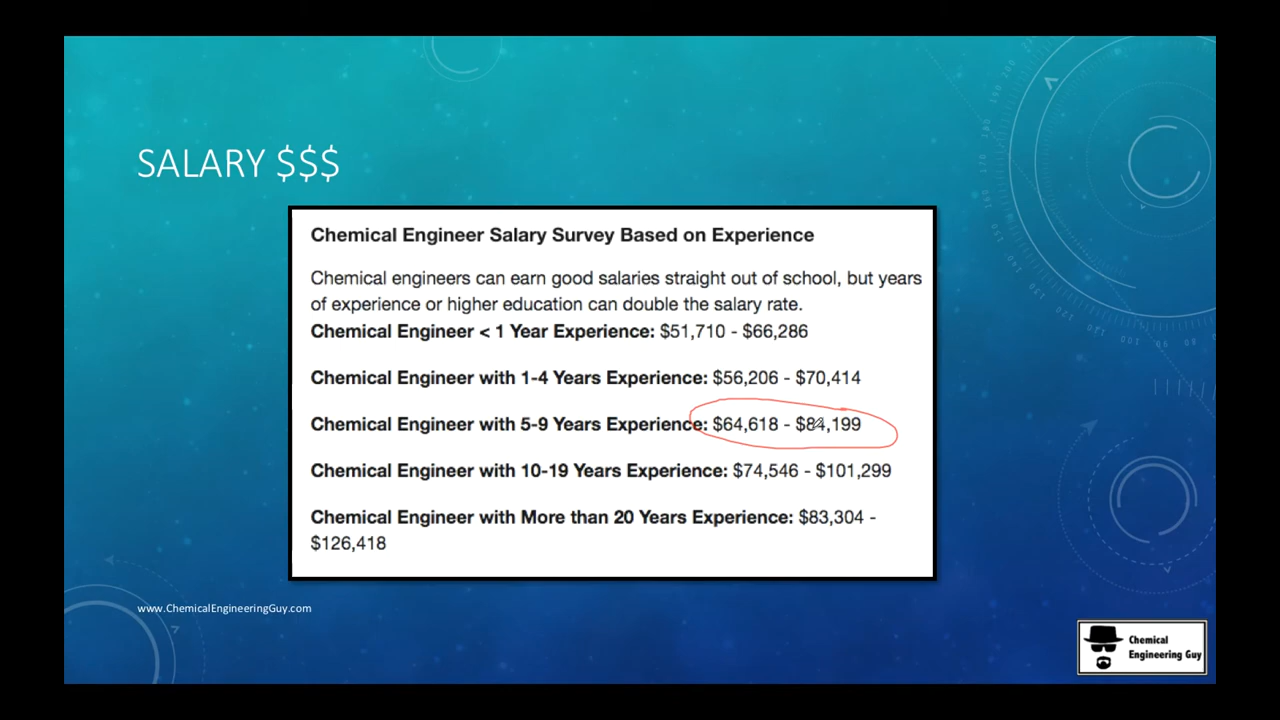 SALARY $$$
Chemical Engineer Salary Survey Based on Experience
Chemical engineers can earn good salaries straight out of school, but years
of experience or higher education can double the salary rate.
Chemical Engineer < 1 Year Experience: $51,710 - $66,286
Chemical Engineer with 1-4 Years Experience: $56,206 - $70,414
Chemical Engineer with 5-9 Years Experience: $64,618 - $84,199
Chemical Engineer with 10-19 Years Experience: $74,546 - $101,299
Chemical Engineer with More than 20 Years Experience: $83,304 -
$126,418
www.ChemicalEngineeringGuy.com
Chemical
Engineering Guy